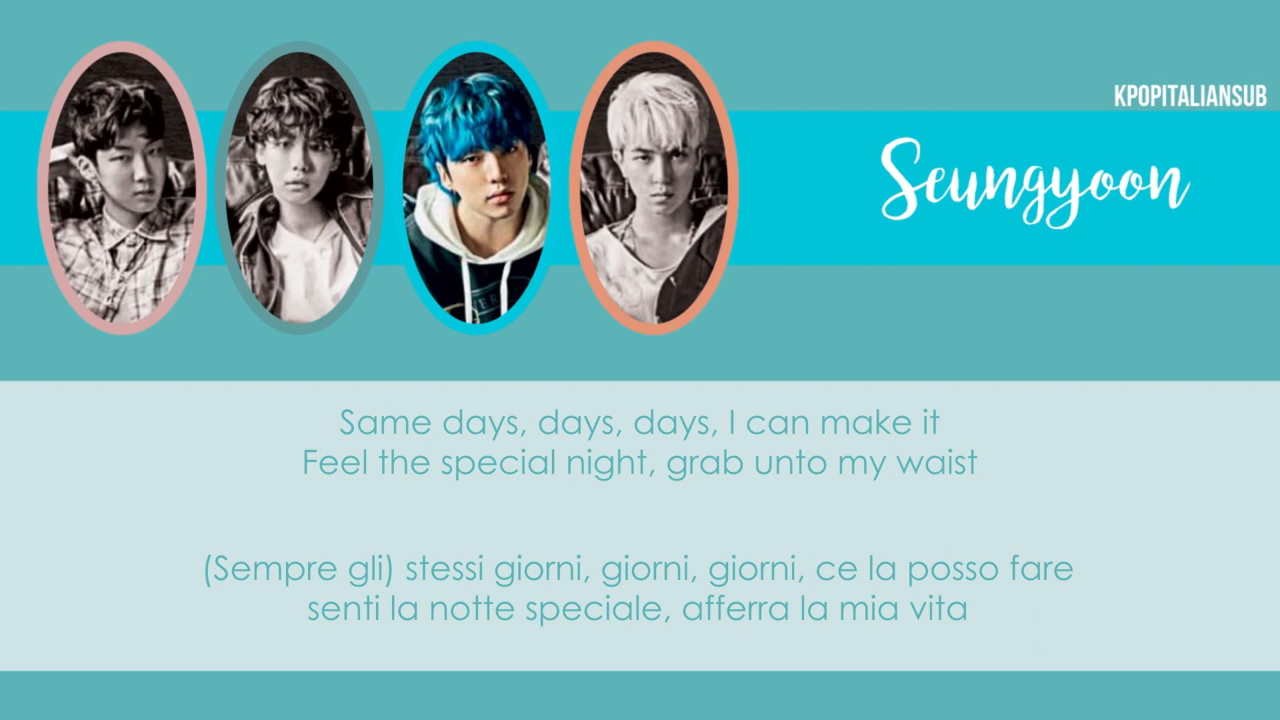 KPOPITALIANSUB
Seungyoon
Same days, days, days, I can make it
Feel the special night, grab unto my waist
(Sempre gli) stessi giorni, giorni, giorni, ce la posso fare
senti la notte speciale, afferra la mia vita